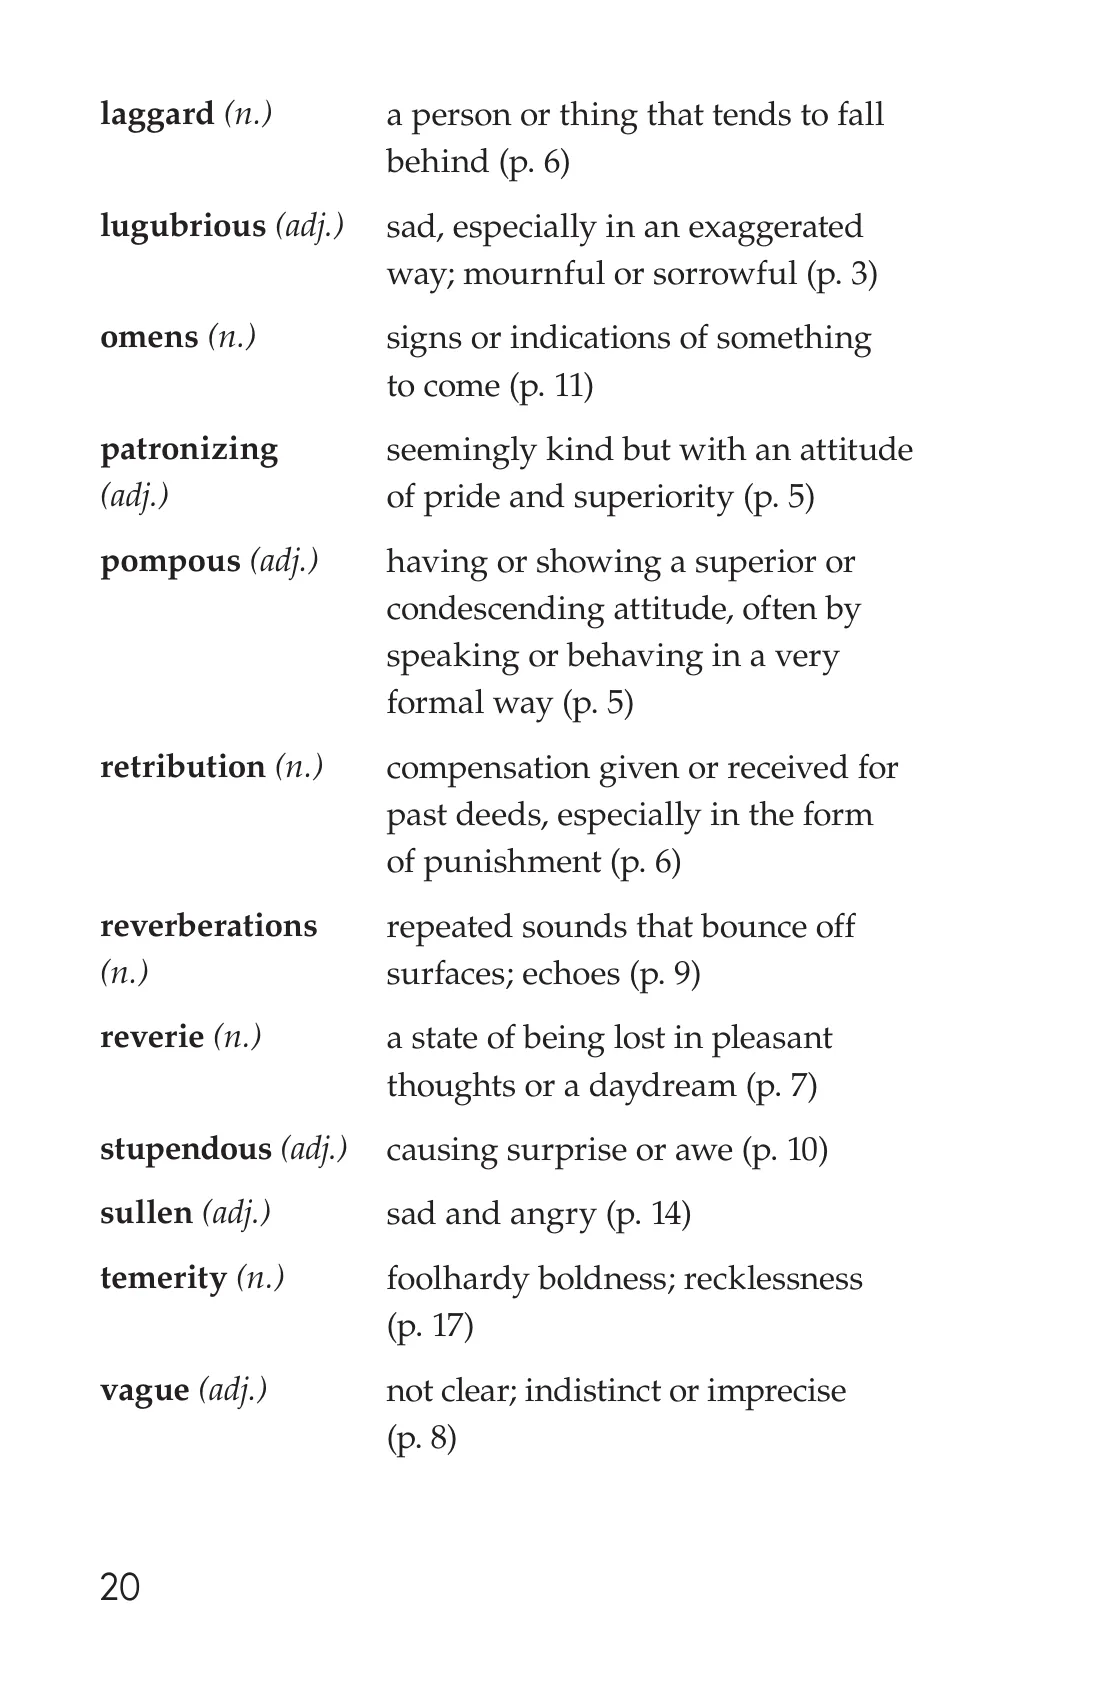 laggard (n.) a person or thing that tends to fall
behind (p. 6)
lugubrious (adj.) sad, especially in an exaggerated
way; mournful or sorrowful (p. 3)
omens (n.) signs or indications of something
to come (p. 11)
patronizing seemingly kind but with an attitude
(adj.) of pride and superiority (p. 5)
pompous (adj.) having or showing a superior or
condescending attitude, often by
speaking or behaving in a very
formal way (p. 5)
retribution (n.) compensation given or received for
past deeds, especially in the form
of punishment (p. 6)
reverberations repeated sounds that bounce off
(n.) surfaces; echoes (p. 9)
reverie (n.) a state of being lost in pleasant
thoughts or a daydream (p. 7)
stupendous (adj.) causing surprise or awe (p. 10)
sullen (adj.) sad and angry (p. 14)
temerity (n.) foolhardy boldness; recklessness
(p. 17)
vague (adj.) not clear; indistinct or imprecise
(p. 8)
20